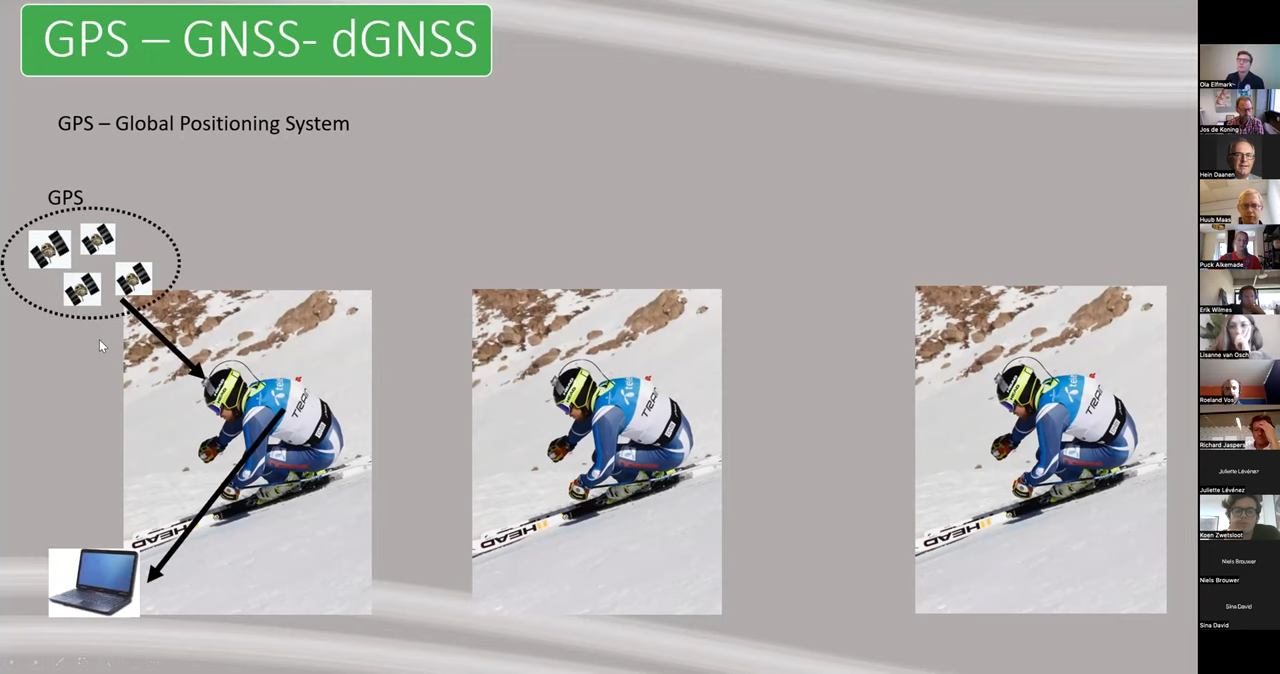 GPS – GNSS- dGNSS
GPS – Global Positioning System
GPS
HEAD
HEAD
HEAD
Ola Elfmark
Jos de Koning
Hein Daanen
Huub Maas
Puck Alkemade
Erik Wilmes
Lisanne van Osch
Roeland Vos
Richard Jaspers
Juliette Lévénez
Juliette Lévénez
Koen Zwetsloot
Niels Brouwer
Niels Brouwer
Sina David
Sina David